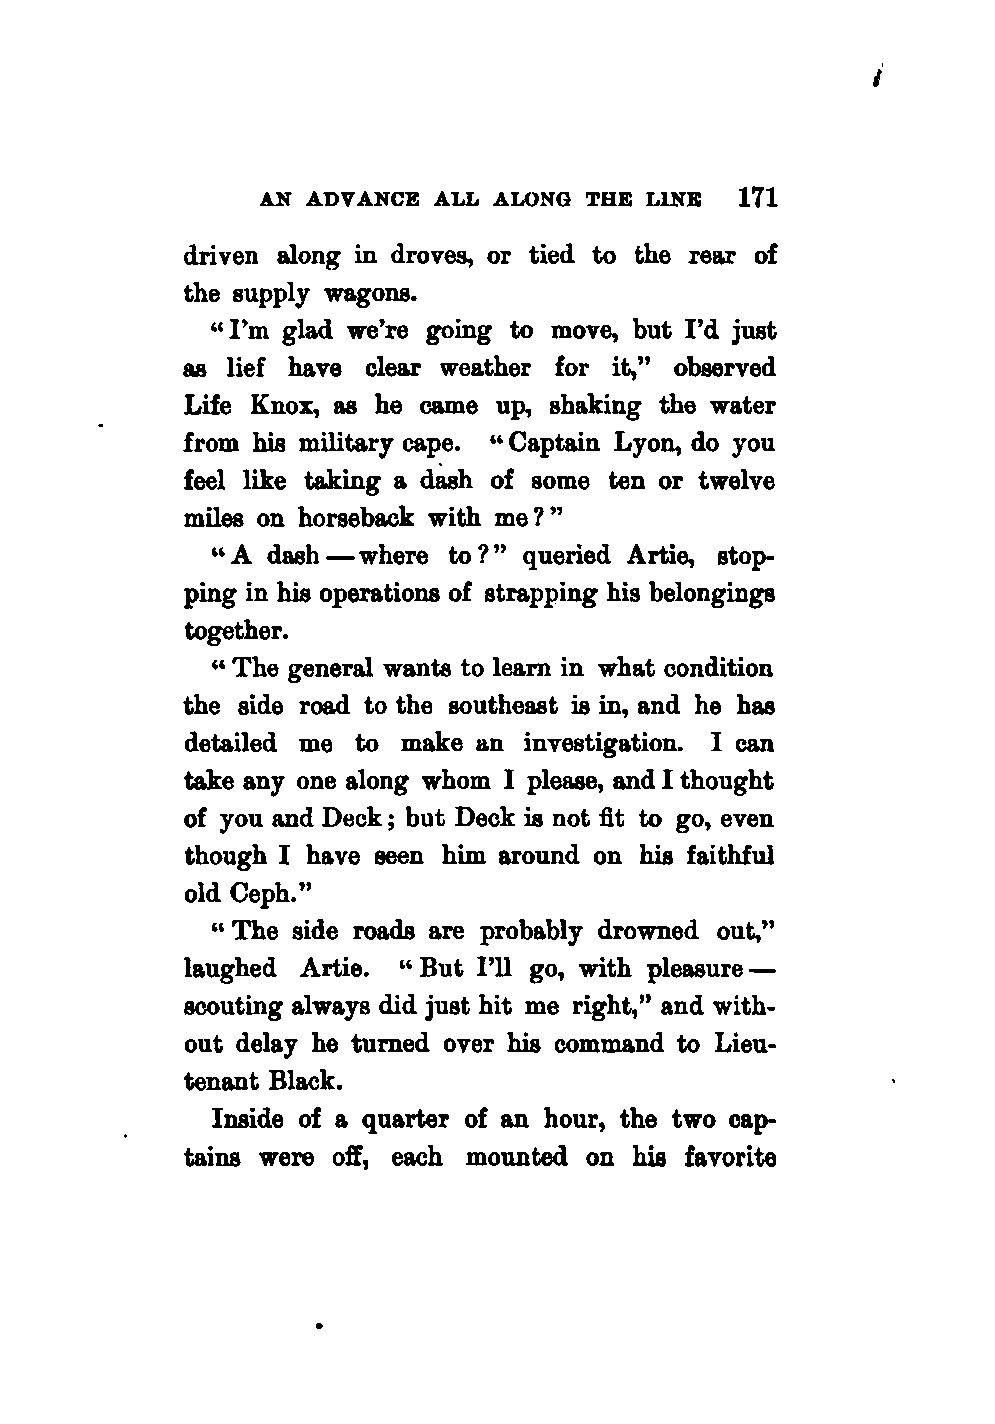 AN ADVANCE ALL ALONG THE LINE 171
driven along in droves, or tied to the rear of
the supply wagons.
"I'm glad we're going to move, but I'd just
as lief have clear weather for it," observed
Life Knox, as he came up, shaking the water
from his military cape. "Captain Lyon, do you
feel like taking a dash of some ten or twelve
miles on horseback with me?"
"A dash — where to?" queried Artie, stop-
ping in his operations of strapping his belongings
together.
"The general wants to learn in what condition
the side road to the southeast is in, and he has
detailed me to make an investigation. I can
take any one along whom I please, and I thought
of you and Deck; but Deck is not fit to go, even
though I have seen him around on his faithful
old Ceph."
"The side roads are probably drowned out,"
laughed Artie. "But I'll go, with pleasure —
scouting always did just hit me right," and with-
out delay he turned over his command to Lieu-
tenant Black.
Inside of a quarter of an hour, the two cap-
tains were off, each mounted on his favorite